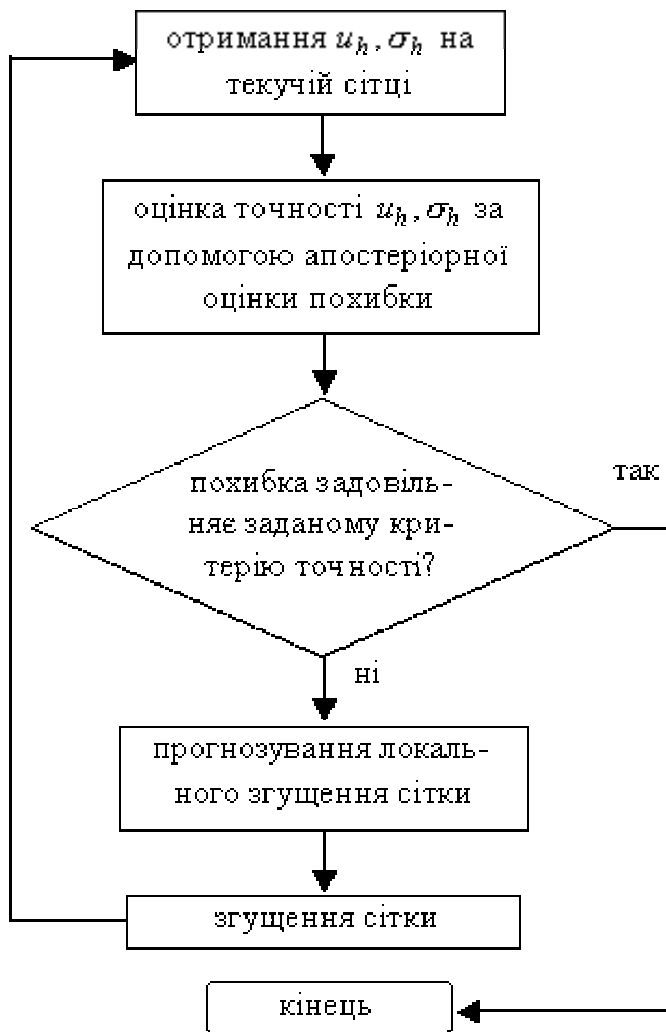 отримання u_h, σ_h на
текучій сітці
оцінка точності u_h, σ_h за
допомогою апостеріорної
оцінки похибки
похибка задовіль-
няє заданому кри-
терію точності?
так
ні
прогнозування локаль-
ного згущення сітки
згущення сітки
кінець